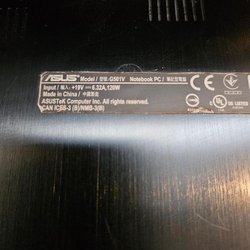 ASUS Model / 型號:G501V Notebook PC / 筆記型電腦
Input / 輸入: +19V 6.32A, 120W
Made in China / 中國製造
ASUSTeK Computer Inc. All rights reserved.
CAN ICES-3 (B)/NMB-3(B)